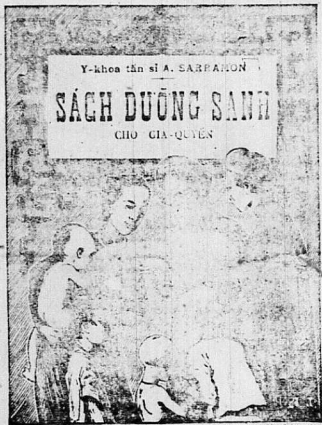 Y-khoa tấn sĩ A. SARRAMON
SÁCH DƯỠNG SANH
CHO GIA-QUYẾN